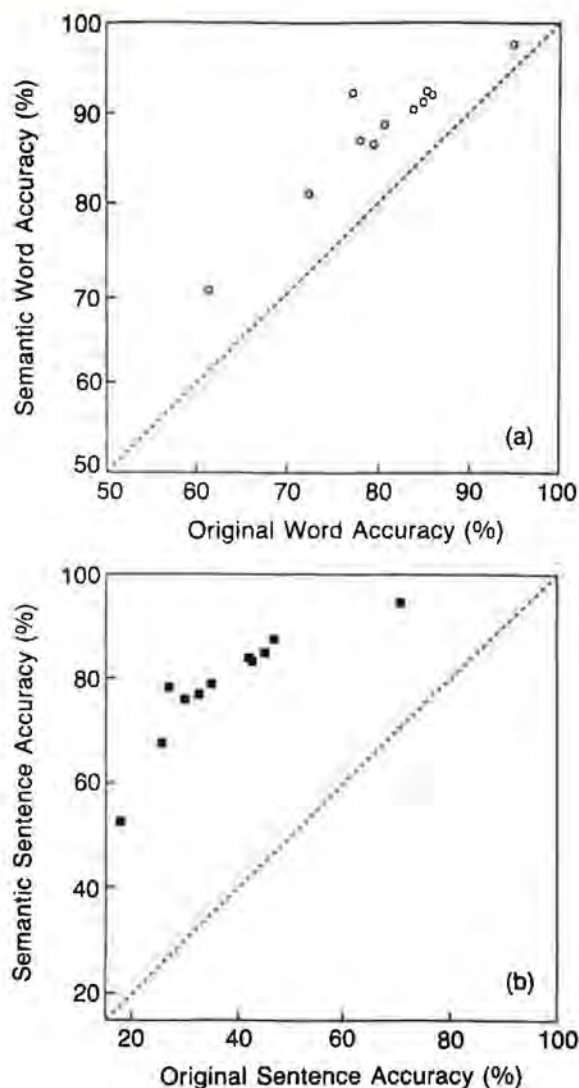 100
90
80
70
60
50
Semantic Word Accuracy (%)
(a)
50 60 70 80 90 100
Original Word Accuracy (%)
100
80
60
40
20
Semantic Sentence Accuracy (%)
(b)
20 40 60 80 100
Original Sentence Accuracy (%)